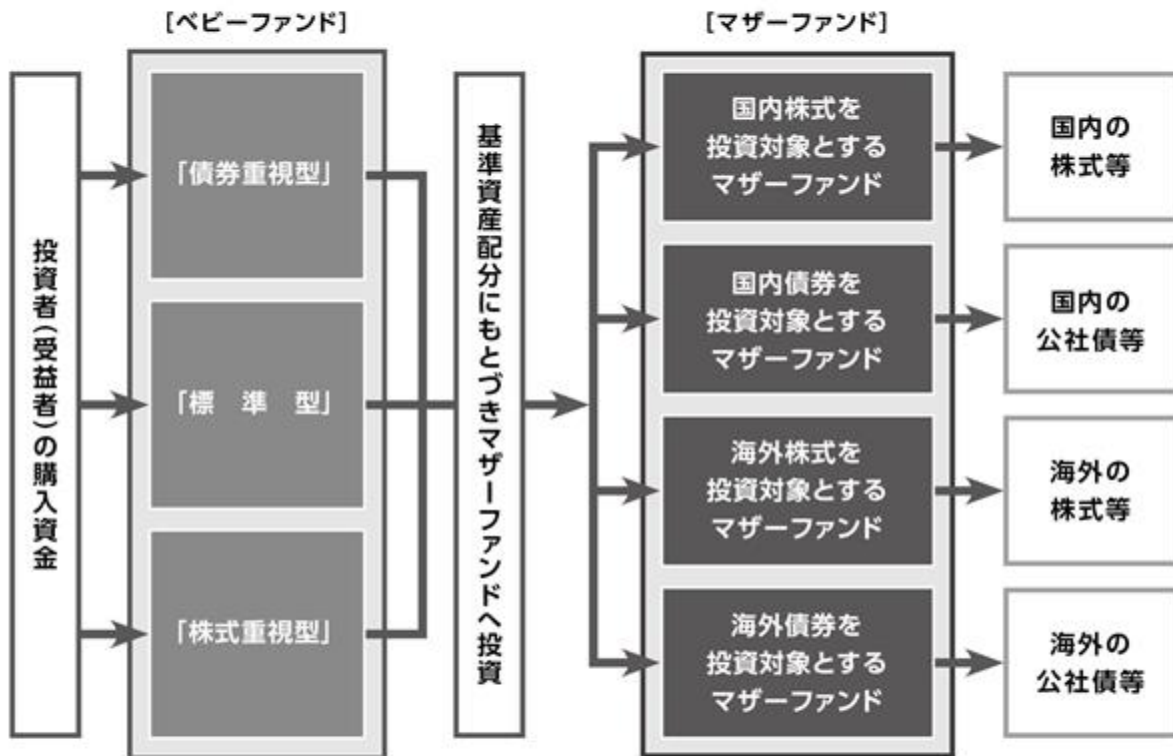 [ベビーファンド]
[マザーファンド]
投資者(受益者)の購入資金
「債券重視型」
「標 準 型」
「株式重視型」
基準資産配分にもとづきマザーファンドへ投資
国内株式を
投資対象とする
マザーファンド
国内債券を
投資対象とする
マザーファンド
海外株式を
投資対象とする
マザーファンド
海外債券を
投資対象とする
マザーファンド
国内の
株式等
国内の
公社債等
海外の
株式等
海外の
公社債等